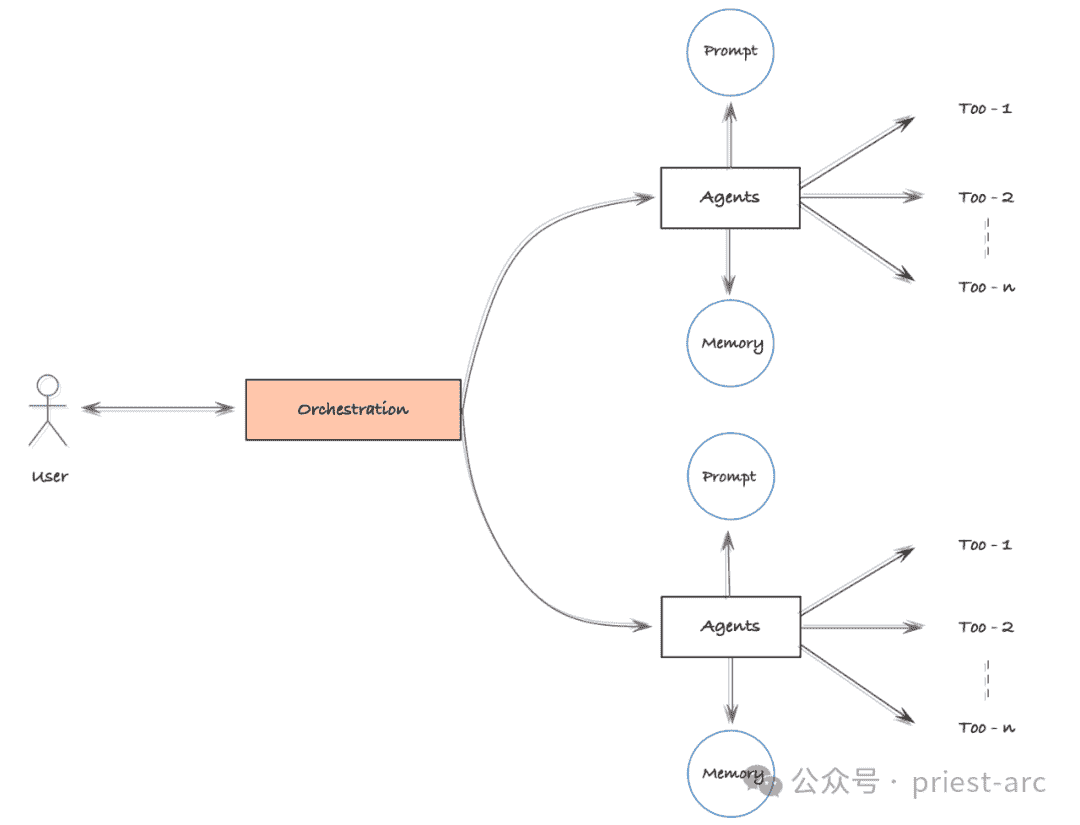 Prompt
Too - 1
Agents
Too - 2
Too - n
Memory
Orchestration
User
Prompt
Too - 1
Agents
Too - 2
Too - n
Memory
公众号 · priest-arc